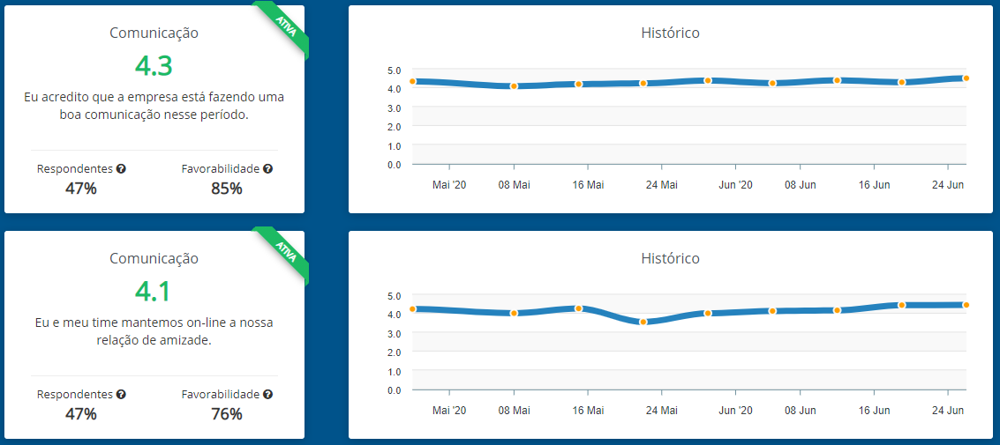 Comunicação
ATIVA
4.3
Eu acredito que a empresa está fazendo uma
boa comunicação nesse período.
Respondentes Favorabilidade
47% 85%
Histórico
5.0
4.0
3.0
2.0
1.0
0.0
Mai '20 08 Mai 16 Mai 24 Mai Jun '20 08 Jun 16 Jun 24 Jun
Comunicação
ATIVA
4.1
Eu e meu time mantemos on-line a nossa
relação de amizade.
Respondentes Favorabilidade
47% 76%
Histórico
5.0
4.0
3.0
2.0
1.0
0.0
Mai '20 08 Mai 16 Mai 24 Mai Jun '20 08 Jun 16 Jun 24 Jun